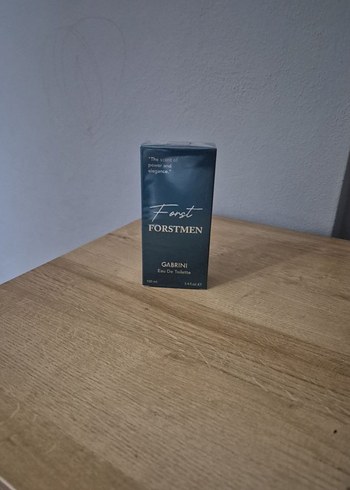 "The scent of
power and
elegance."
Forst
FORSTMEN
GABRINI
Eau De Toilette